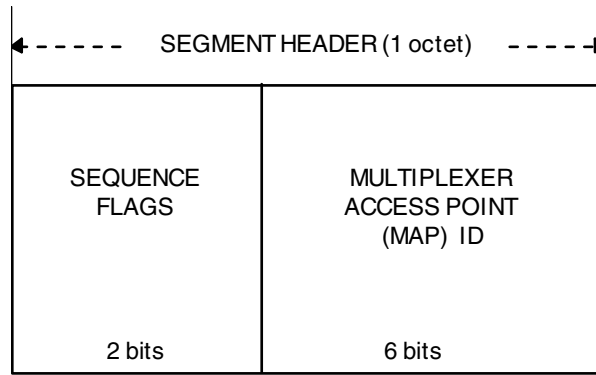 SEGMENT HEADER (1 octet)
SEQUENCE
FLAGS
MULTIPLEXER
ACCESS POINT
(MAP) ID
2 bits
6 bits